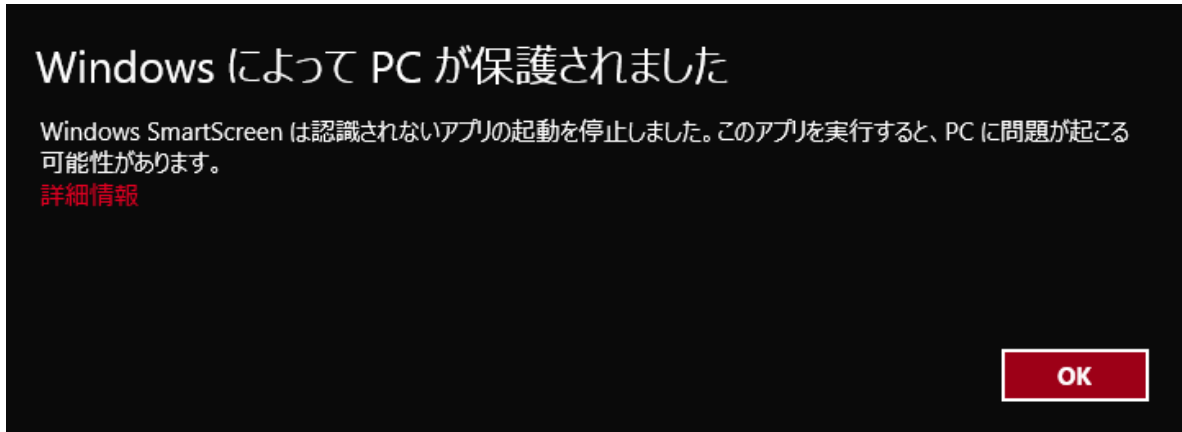 Windows によって PC が保護されました
Windows SmartScreen は認識されないアプリの起動を停止しました。このアプリを実行すると、PC に問題が起こる
可能性があります。
詳細情報
OK